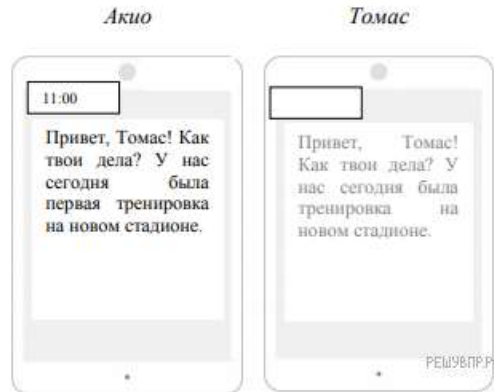 Акио
Томас
11:00
Привет, Томас! Как
твои дела? У нас
сегодня была
первая тренировка
на новом стадионе.
Привет, Томас!
Как твои дела? У
нас сегодня была
тренировка на
новом стадионе.
РЕШУВПР.Р